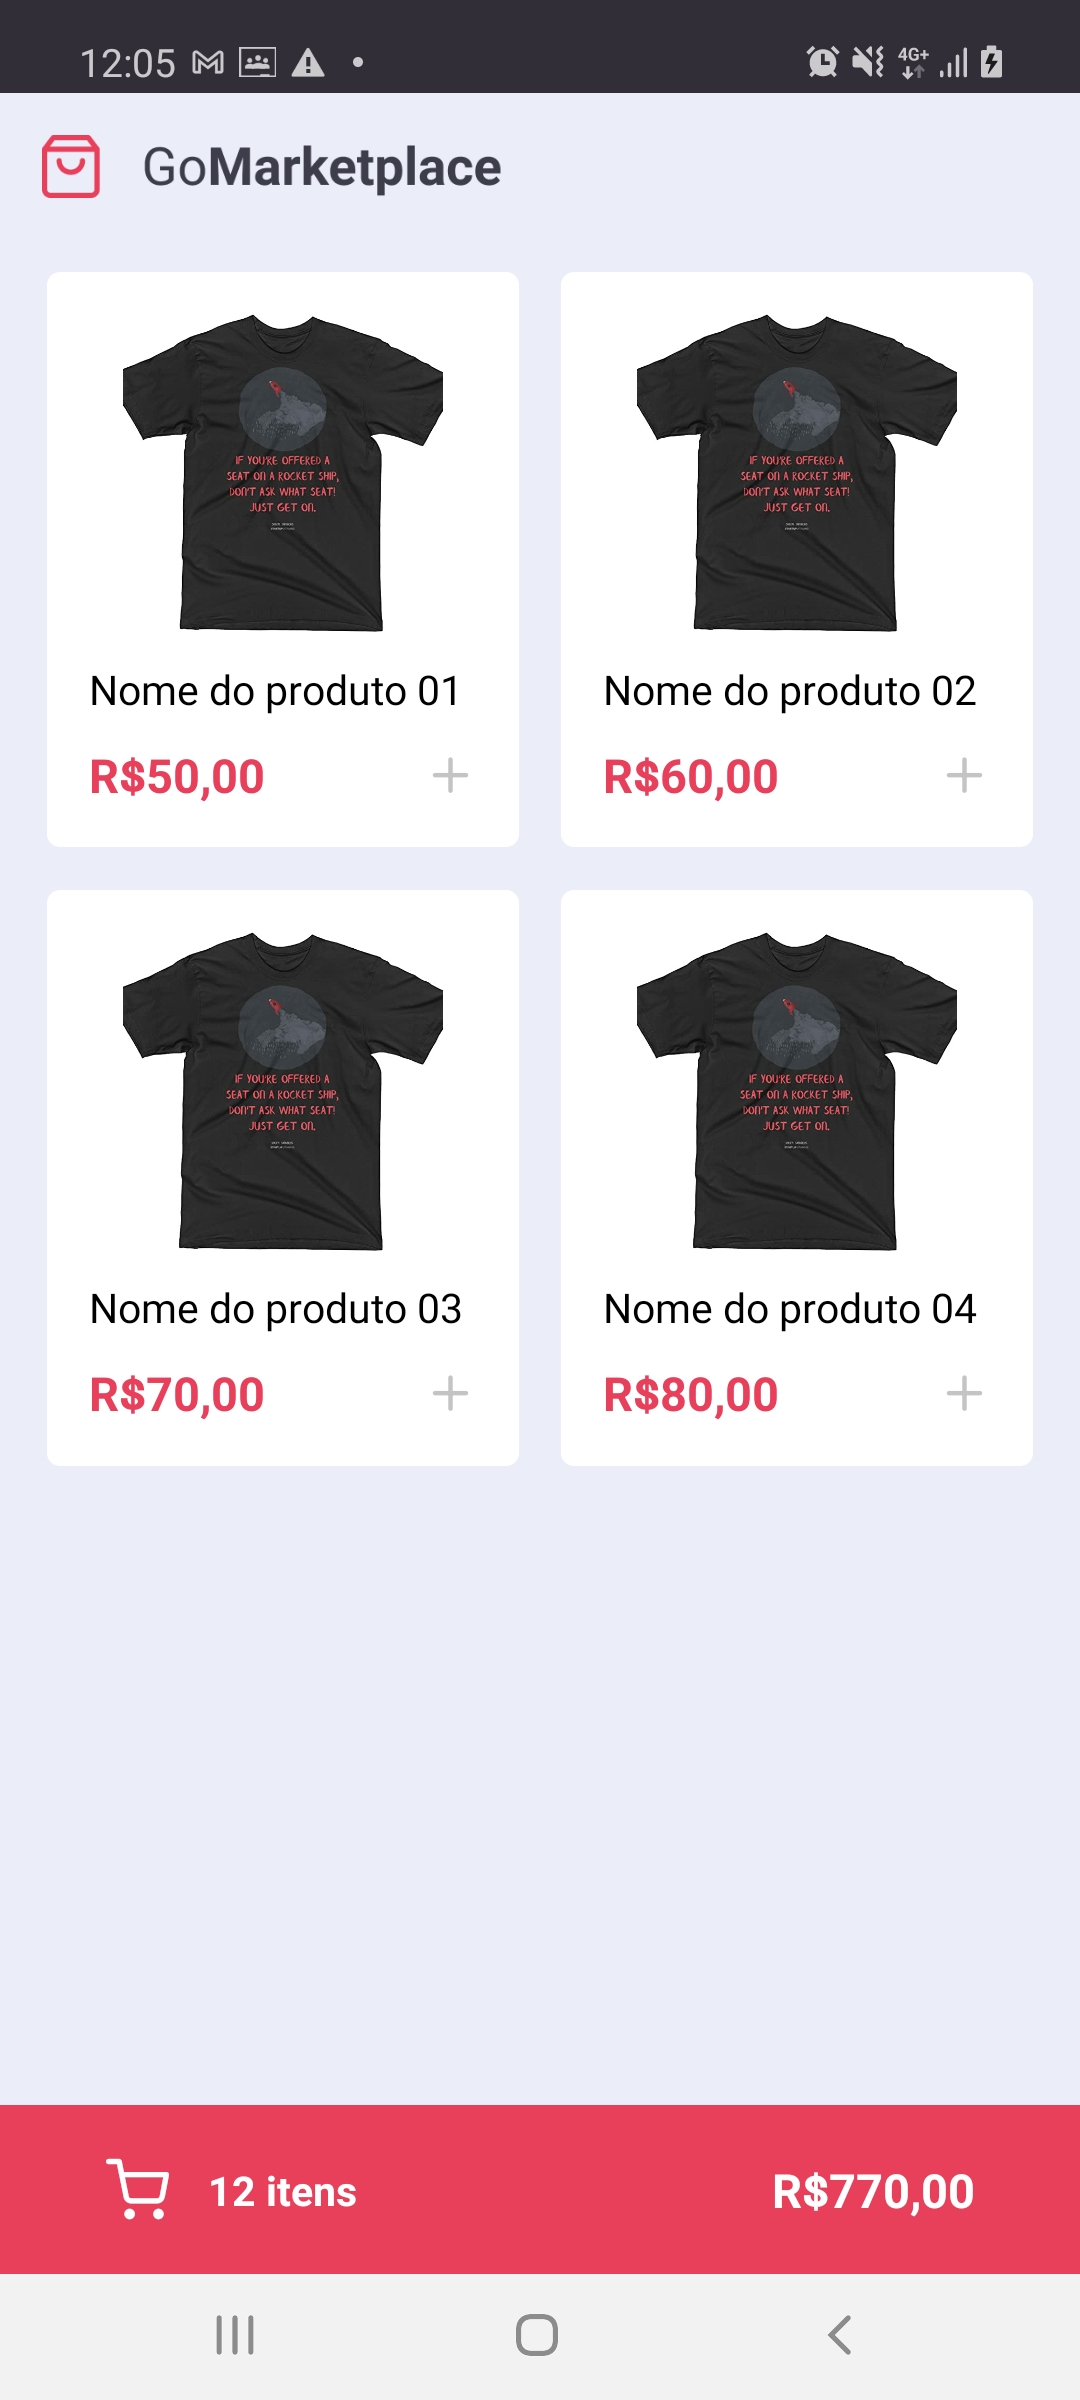 12:05
4G+
GoMarketplace
IF YOU'RE OFFERED A
SEAT ON A ROCKET SHIP,
DON'T ASK WHAT SEAT!
JUST GET ON.
IF YOU'RE OFFERED A
SEAT ON A ROCKET SHIP,
DON'T ASK WHAT SEAT!
JUST GET ON.
Nome do produto 01
Nome do produto 02
R$50,00
R$60,00
IF YOU'RE OFFERED A
SEAT ON A ROCKET SHIP,
DON'T ASK WHAT SEAT!
JUST GET ON.
IF YOU'RE OFFERED A
SEAT ON A ROCKET SHIP,
DON'T ASK WHAT SEAT!
JUST GET ON.
Nome do produto 03
Nome do produto 04
R$70,00
R$80,00
12 itens
R$770,00